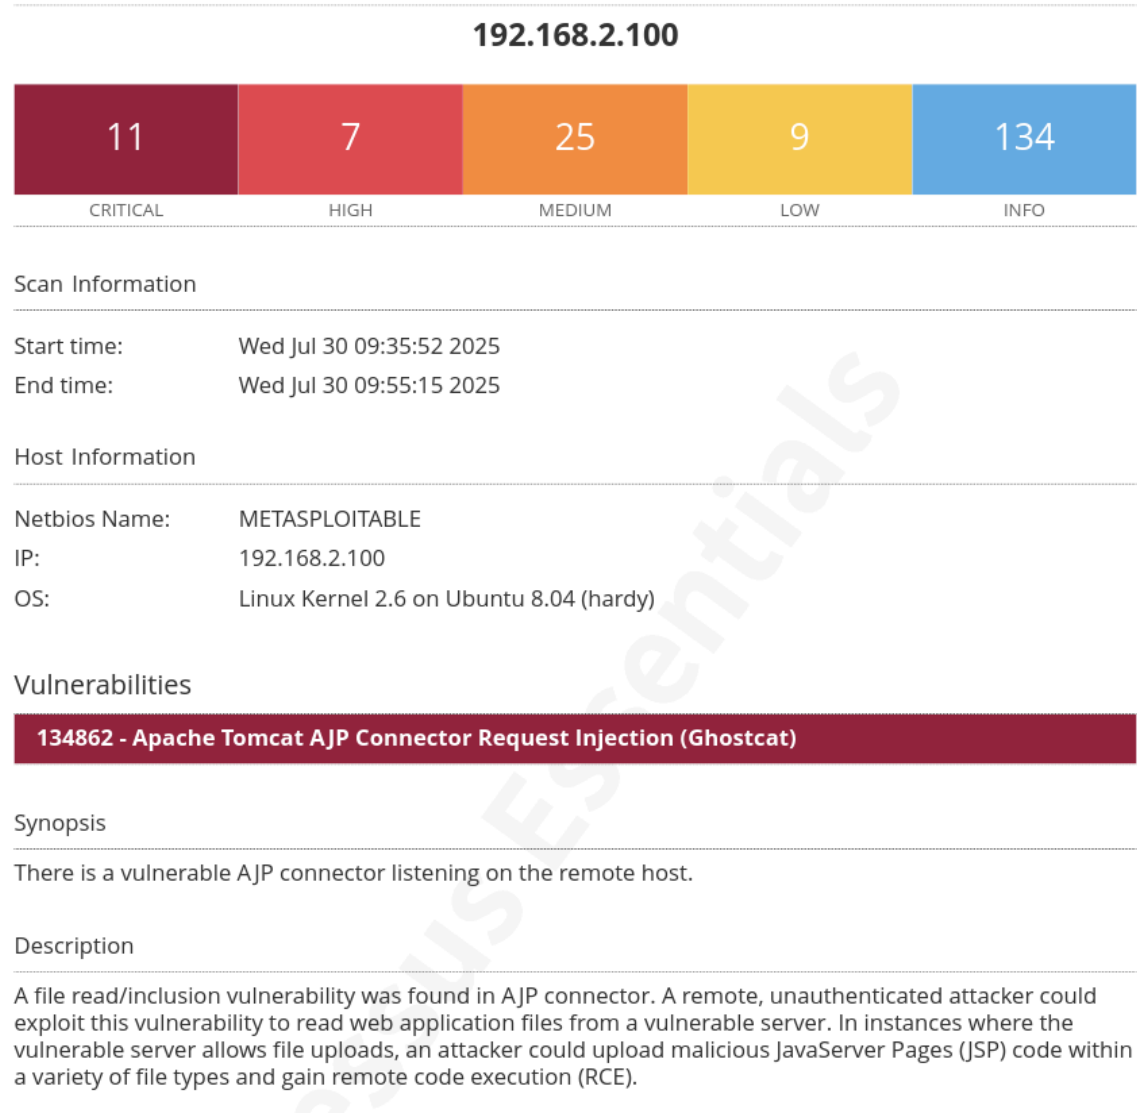 192.168.2.100
11 7 25 9 134
CRITICAL HIGH MEDIUM LOW INFO
Scan Information
Start time: Wed Jul 30 09:35:52 2025
End time: Wed Jul 30 09:55:15 2025
Host Information
Netbios Name: METASPLOITABLE
IP: 192.168.2.100
OS: Linux Kernel 2.6 on Ubuntu 8.04 (hardy)
Vulnerabilities
134862 - Apache Tomcat AJP Connector Request Injection (Ghostcat)
Synopsis
There is a vulnerable AJP connector listening on the remote host.
Description
A file read/inclusion vulnerability was found in AJP connector. A remote, unauthenticated attacker could
exploit this vulnerability to read web application files from a vulnerable server. In instances where the
vulnerable server allows file uploads, an attacker could upload malicious JavaServer Pages (JSP) code within
a variety of file types and gain remote code execution (RCE).
essus Essentials